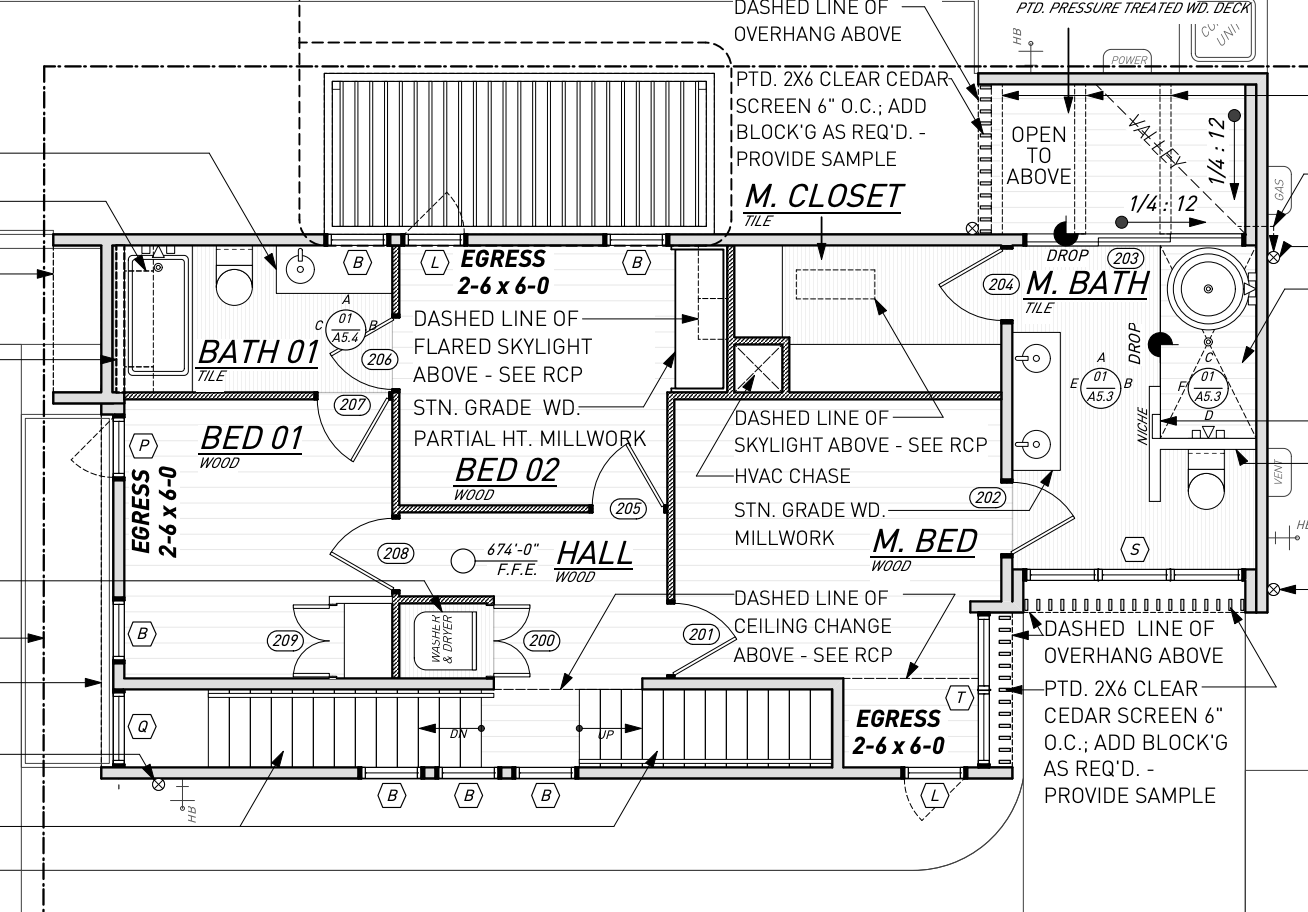 DASHED LINE OF
OVERHANG ABOVE
PTD. PRESSURE TREATED WD. DECK
HB
POWER
UNIT
PTD. 2X6 CLEAR CEDAR
SCREEN 6" O.C.; ADD
BLOCK'G AS REQ'D. -
PROVIDE SAMPLE
OPEN
TO
ABOVE
VALLEY
1/4 : 12
1/4 : 12
GAS
M. CLOSET
TILE
B
L
EGRESS
2-6 x 6-0
B
DROP
203
204
M. BATH
TILE
A
C
01
A5.4
B
BATH 01
TILE
206
DASHED LINE OF
FLARED SKYLIGHT
ABOVE - SEE RCP
STN. GRADE WD.
PARTIAL HT. MILLWORK
DROP
A
E
01
A5.3
B
C
F
01
A5.3
D
207
P
BED 01
WOOD
EGRESS
2-6 x 6-0
BED 02
WOOD
DASHED LINE OF
SKYLIGHT ABOVE - SEE RCP
HVAC CHASE
STN. GRADE WD.
MILLWORK
NICHE
VENT
202
205
208
674'-0"
F.F.E.
HALL
WOOD
M. BED
WOOD
S
HB
B
209
WASHER
& DRYER
200
201
DASHED LINE OF
CEILING CHANGE
ABOVE - SEE RCP
DASHED LINE OF
OVERHANG ABOVE
PTD. 2X6 CLEAR
CEDAR SCREEN 6"
O.C.; ADD BLOCK'G
AS REQ'D. -
PROVIDE SAMPLE
Q
DN
UP
T
EGRESS
2-6 x 6-0
HB
B
B
B
L